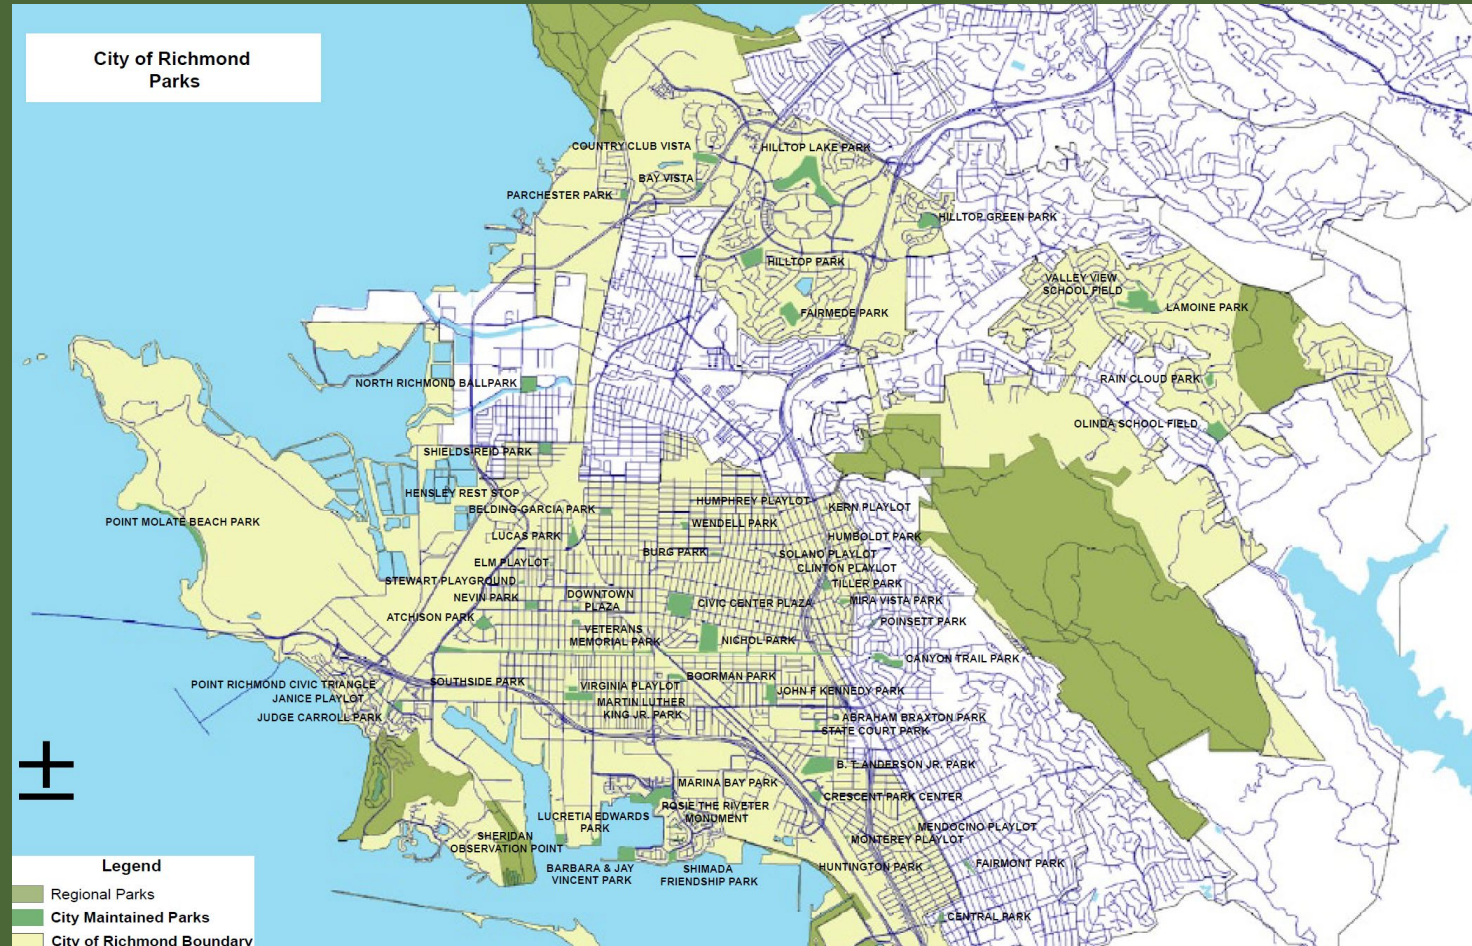 City of Richmond
Parks
COUNTRY CLUB VISTA
HILLTOP LAKE PARK
BAY VISTA
PARCHESTER PARK
HILLTOP GREEN PARK
HILLTOP PARK
VALLEY VIEW
SCHOOL FIELD
LAMOINE PARK
FAIRMEDE PARK
NORTH RICHMOND BALLPARK
RAIN CLOUD PARK
OLINDA SCHOOL FIELD
SHIELDS-REID PARK
HENSLEY REST STOP
HUMPHREY PLAYLOT
KERN PLAYLOT
BELDING-GARCIA PARK
POINT MOLATE BEACH PARK
WENDELL PARK
LUCAS PARK
HUMBOLDT PARK
BURG PARK
SOLANO PLAYLOT
ELM PLAYLOT
CLINTON PLAYLOT
STEWART PLAYGROUND
TILLER PARK
NEVIN PARK
DOWNTOWN
PLAZA
CIVIC CENTER PLAZA
MIRA VISTA PARK
ATCHISON PARK
POINSETT PARK
VETERANS
MEMORIAL PARK
NICHOL PARK
CANYON TRAIL PARK
POINT RICHMOND CIVIC TRIANGLE
SOUTHSIDE PARK
VIRGINIA PLAYLOT
BOORMAN PARK
JOHN F KENNEDY PARK
JANICE PLAYLOT
MARTIN LUTHER
KING JR. PARK
JUDGE CARROLL PARK
ABRAHAM BRAXTON PARK
STATE COURT PARK
B. T. ANDERSON JR. PARK
MARINA BAY PARK
CRESCENT PARK CENTER
ROSIE THE RIVETER
MONUMENT
LUCRETIA EDWARDS
PARK
MENDOCINO PLAYLOT
SHERIDAN
OBSERVATION POINT
MONTEREY PLAYLOT
BARBARA & JAY
VINCENT PARK
SHIMADA
FRIENDSHIP PARK
HUNTINGTON PARK
FAIRMONT PARK
CENTRAL PARK
Legend
Regional Parks
City Maintained Parks
City of Richmond Boundary